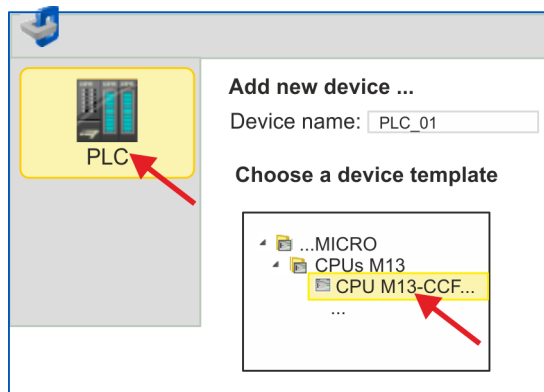 PLC
Add new device ...
Device name: PLC_01
Choose a device template
...MICRO
CPUs M13
CPU M13-CCF...
...